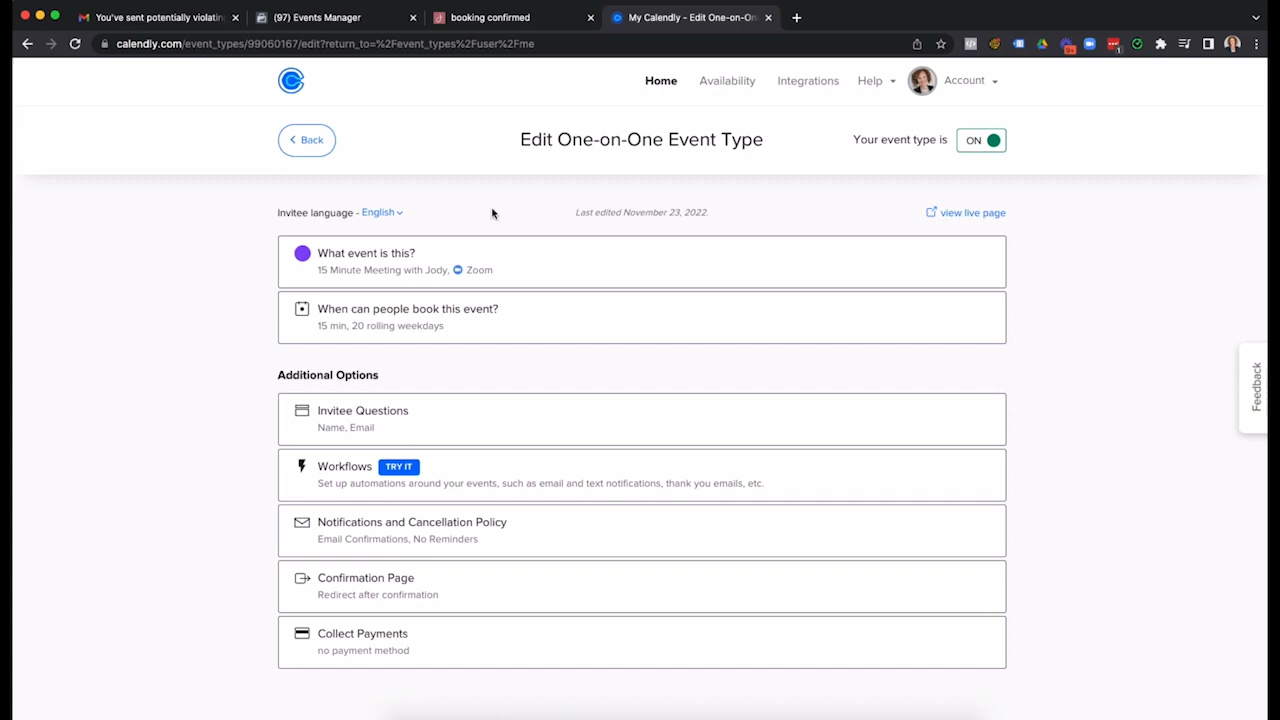 You've sent potentially violatin
(97) Events Manager
booking confirmed
My Calendly - Edit One-on-On
calendly.com/event_types/99060167/edit?return_to=%2Fevent_types%2Fuser%2Fme
9+
1
Home
Availability
Integrations
Help
Account
Back
Edit One-on-One Event Type
Your event type is
ON
Invitee language - English
Last edited November 23, 2022.
view live page
What event is this?
15 Minute Meeting with Jody, Zoom
When can people book this event?
15 min, 20 rolling weekdays
Additional Options
Invitee Questions
Name, Email
Workflows TRY IT
Set up automations around your events, such as email and text notifications, thank you emails, etc.
Notifications and Cancellation Policy
Email Confirmations, No Reminders
Confirmation Page
Redirect after confirmation
Collect Payments
no payment method
Feedback